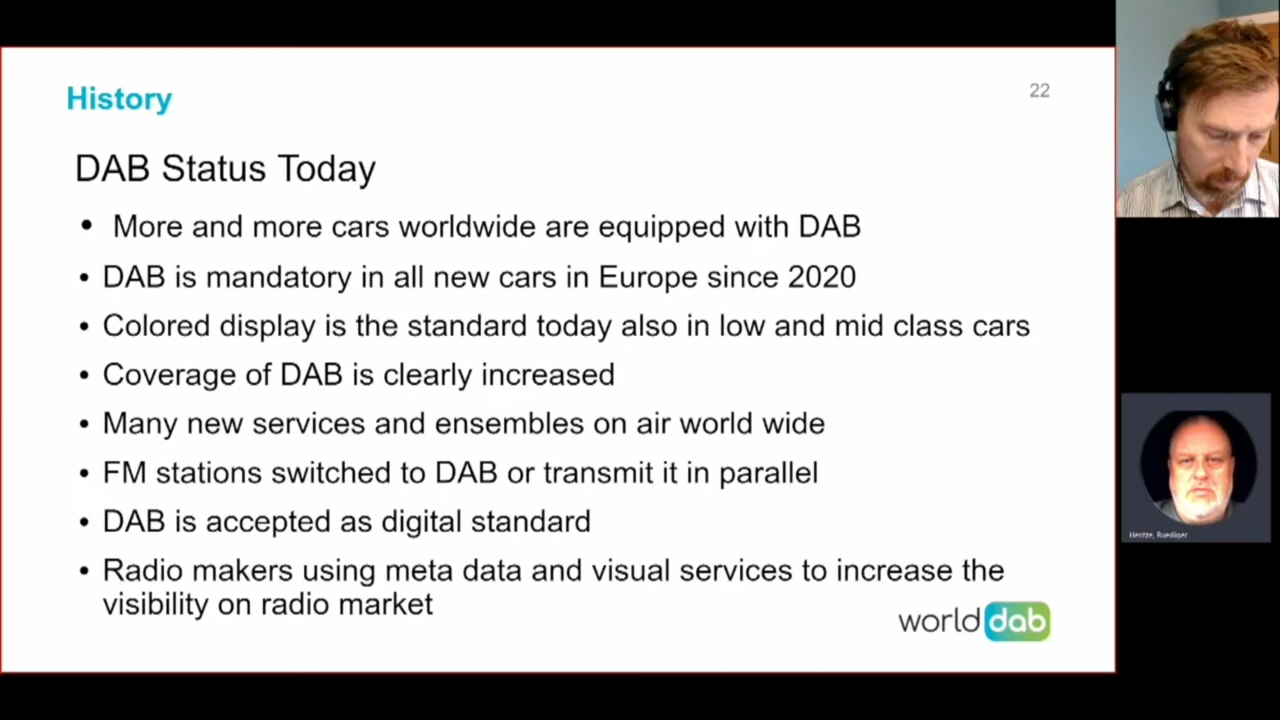 History
22
DAB Status Today
• More and more cars worldwide are equipped with DAB
• DAB is mandatory in all new cars in Europe since 2020
• Colored display is the standard today also in low and mid class cars
• Coverage of DAB is clearly increased
• Many new services and ensembles on air world wide
• FM stations switched to DAB or transmit it in parallel
• DAB is accepted as digital standard
• Radio makers using meta data and visual services to increase the
visibility on radio market
world dab
Hentze, Ruediger